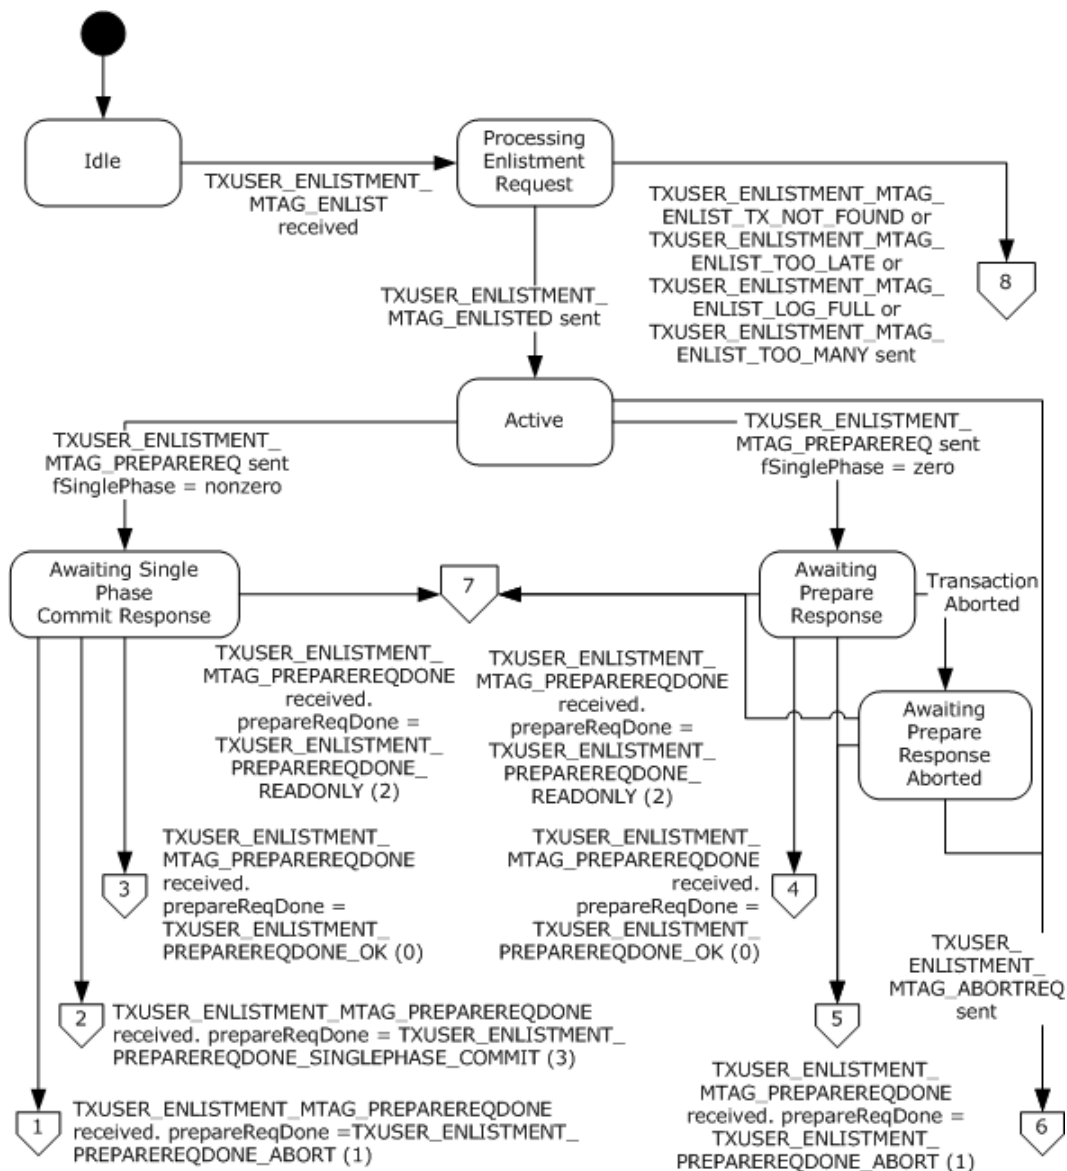 Idle
Processing
Enlistment
Request
TXUSER_ENLISTMENT_
MTAG_ENLIST
received
TXUSER_ENLISTMENT_MTAG_
ENLIST_TX_NOT_FOUND or
TXUSER_ENLISTMENT_MTAG_
ENLIST_TOO_LATE or
TXUSER_ENLISTMENT_MTAG_
ENLIST_LOG_FULL or
TXUSER_ENLISTMENT_MTAG_
ENLIST_TOO_MANY sent
8
TXUSER_ENLISTMENT_
MTAG_ENLISTED sent
Active
TXUSER_ENLISTMENT_
MTAG_PREPAREREQ sent
fSinglePhase = nonzero
TXUSER_ENLISTMENT_
MTAG_PREPAREREQ sent
fSinglePhase = zero
Awaiting Single
Phase
Commit Response
7
Awaiting
Prepare
Response
Transaction
Aborted
TXUSER_ENLISTMENT_
MTAG_PREPAREREQDONE
received.
prepareReqDone =
TXUSER_ENLISTMENT_
PREPAREREQDONE_
READONLY (2)
TXUSER_ENLISTMENT_
MTAG_PREPAREREQDONE
received.
prepareReqDone =
TXUSER_ENLISTMENT_
PREPAREREQDONE_
READONLY (2)
Awaiting
Prepare
Response
Aborted
3
TXUSER_ENLISTMENT_
MTAG_PREPAREREQDONE
received.
prepareReqDone =
TXUSER_ENLISTMENT_
PREPAREREQDONE_OK (0)
TXUSER_ENLISTMENT_
MTAG_PREPAREREQDONE
received.
prepareReqDone =
TXUSER_ENLISTMENT_
PREPAREREQDONE_OK (0)
4
TXUSER_
ENLISTMENT_
MTAG_ABORTREQ
sent
2
TXUSER_ENLISTMENT_MTAG_PREPAREREQDONE
received. prepareReqDone = TXUSER_ENLISTMENT_
PREPAREREQDONE_SINGLEPHASE_COMMIT (3)
5
1
TXUSER_ENLISTMENT_MTAG_PREPAREREQDONE
received. prepareReqDone =TXUSER_ENLISTMENT_
PREPAREREQDONE_ABORT (1)
TXUSER_ENLISTMENT_
MTAG_PREPAREREQDONE
received. prepareReqDone =
TXUSER_ENLISTMENT_
PREPAREREQDONE_ABORT (1)
6